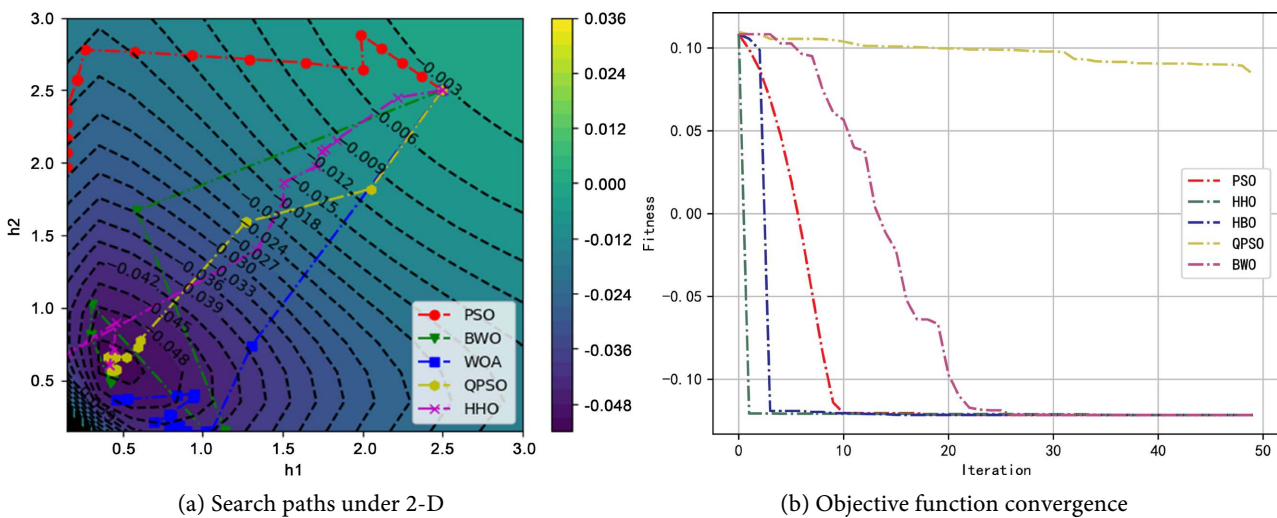 3.0
2.5
2.0
1.5
1.0
0.5
h2
0.5
1.0
1.5
2.0
2.5
3.0
h1
-0.003
-0.006
-0.009
-0.012
-0.015
-0.018
-0.021
-0.024
-0.027
-0.030
-0.033
-0.036
-0.039
-0.042
-0.045
-0.048
PSO
BWO
WOA
QPSO
HHO
0.036
0.024
0.012
0.000
-0.012
-0.024
-0.036
-0.048
(a) Search paths under 2-D
0.10
0.05
0.00
-0.05
-0.10
Fitness
0
10
20
30
40
50
Iteration
PSO
HHO
HBO
QPSO
BWO
(b) Objective function convergence